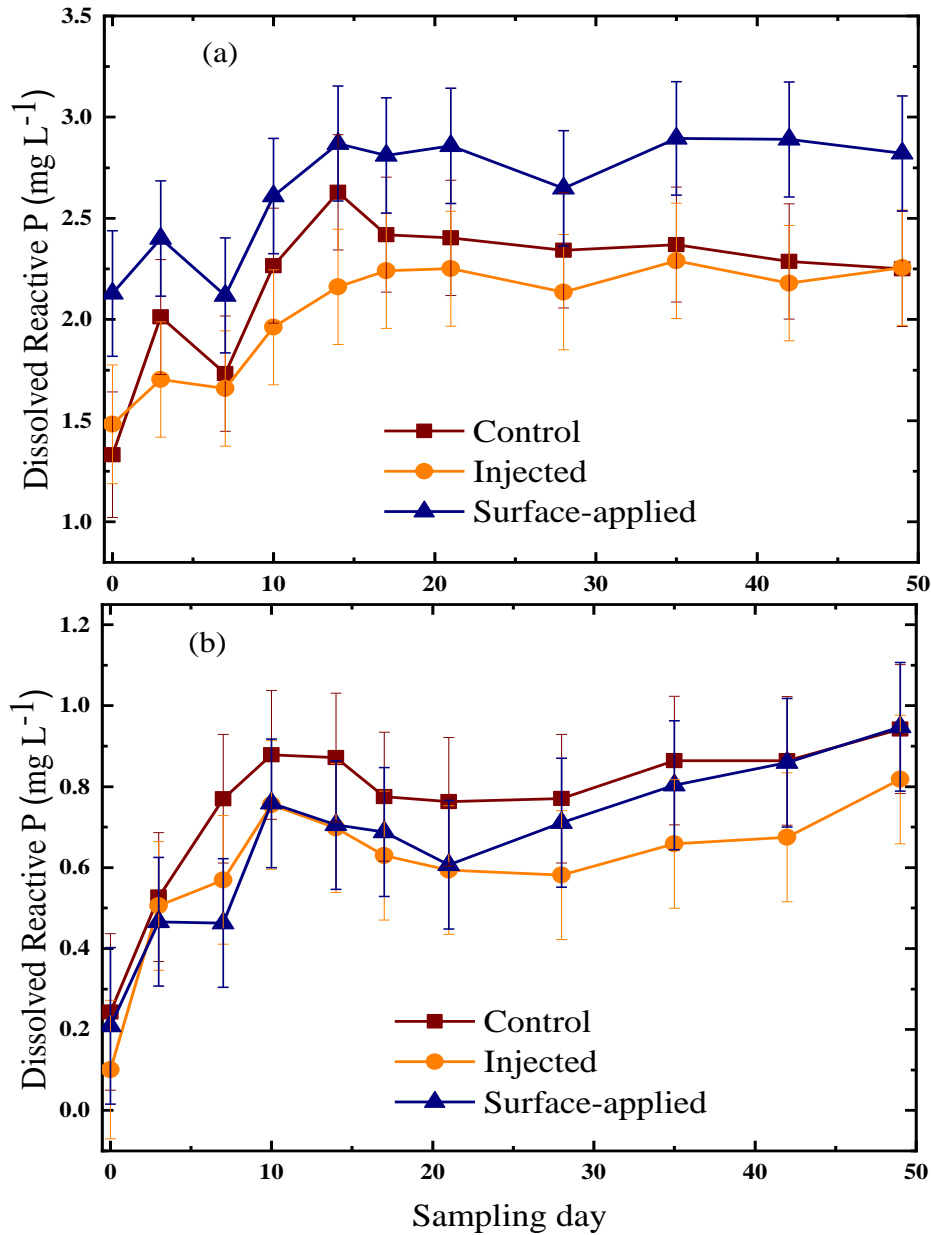 3.5
(a)
3.0
2.5
2.0
1.5
1.0
Dissolved Reactive P (mg L⁻¹)
Control
Injected
Surface-applied
0 10 20 30 40 50
1.2
(b)
1.0
0.8
0.6
0.4
0.2
0.0
Dissolved Reactive P (mg L⁻¹)
Control
Injected
Surface-applied
0 10 20 30 40 50
Sampling day